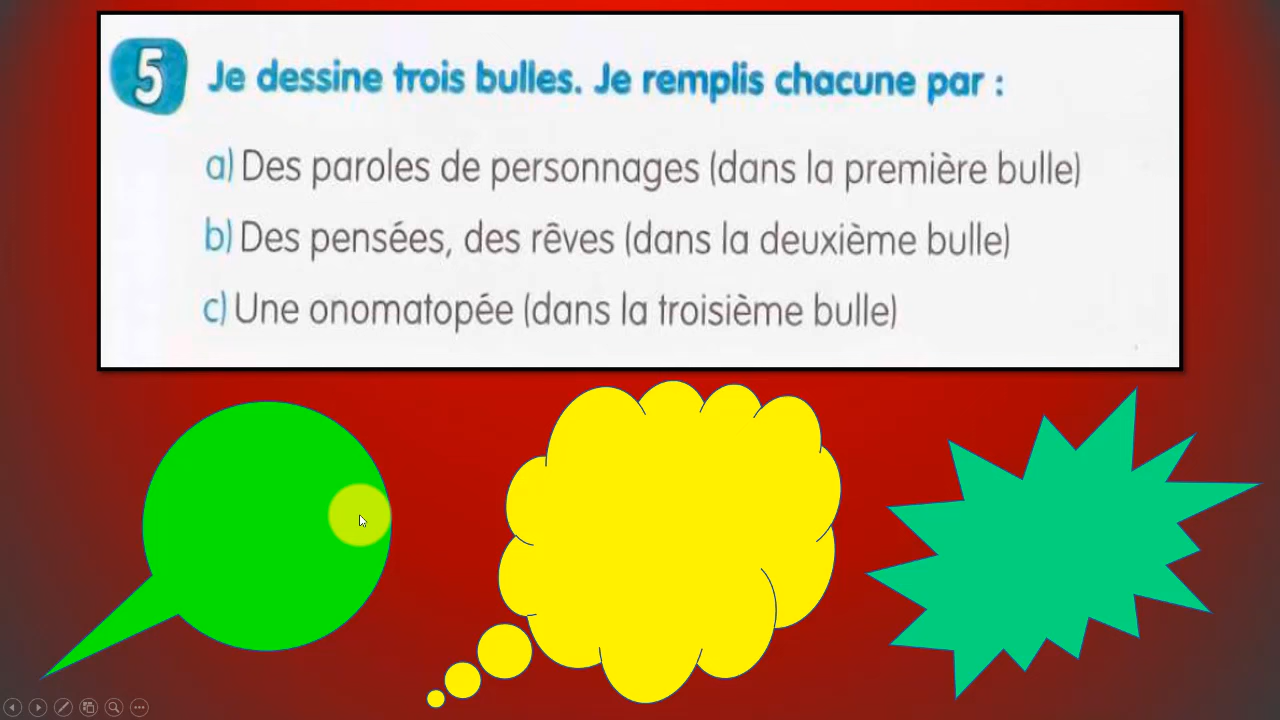 5 Je dessine trois bulles. Je remplis chacune par :
a) Des paroles de personnages (dans la première bulle)
b) Des pensées, des rêves (dans la deuxième bulle)
c) Une onomatopée (dans la troisième bulle)